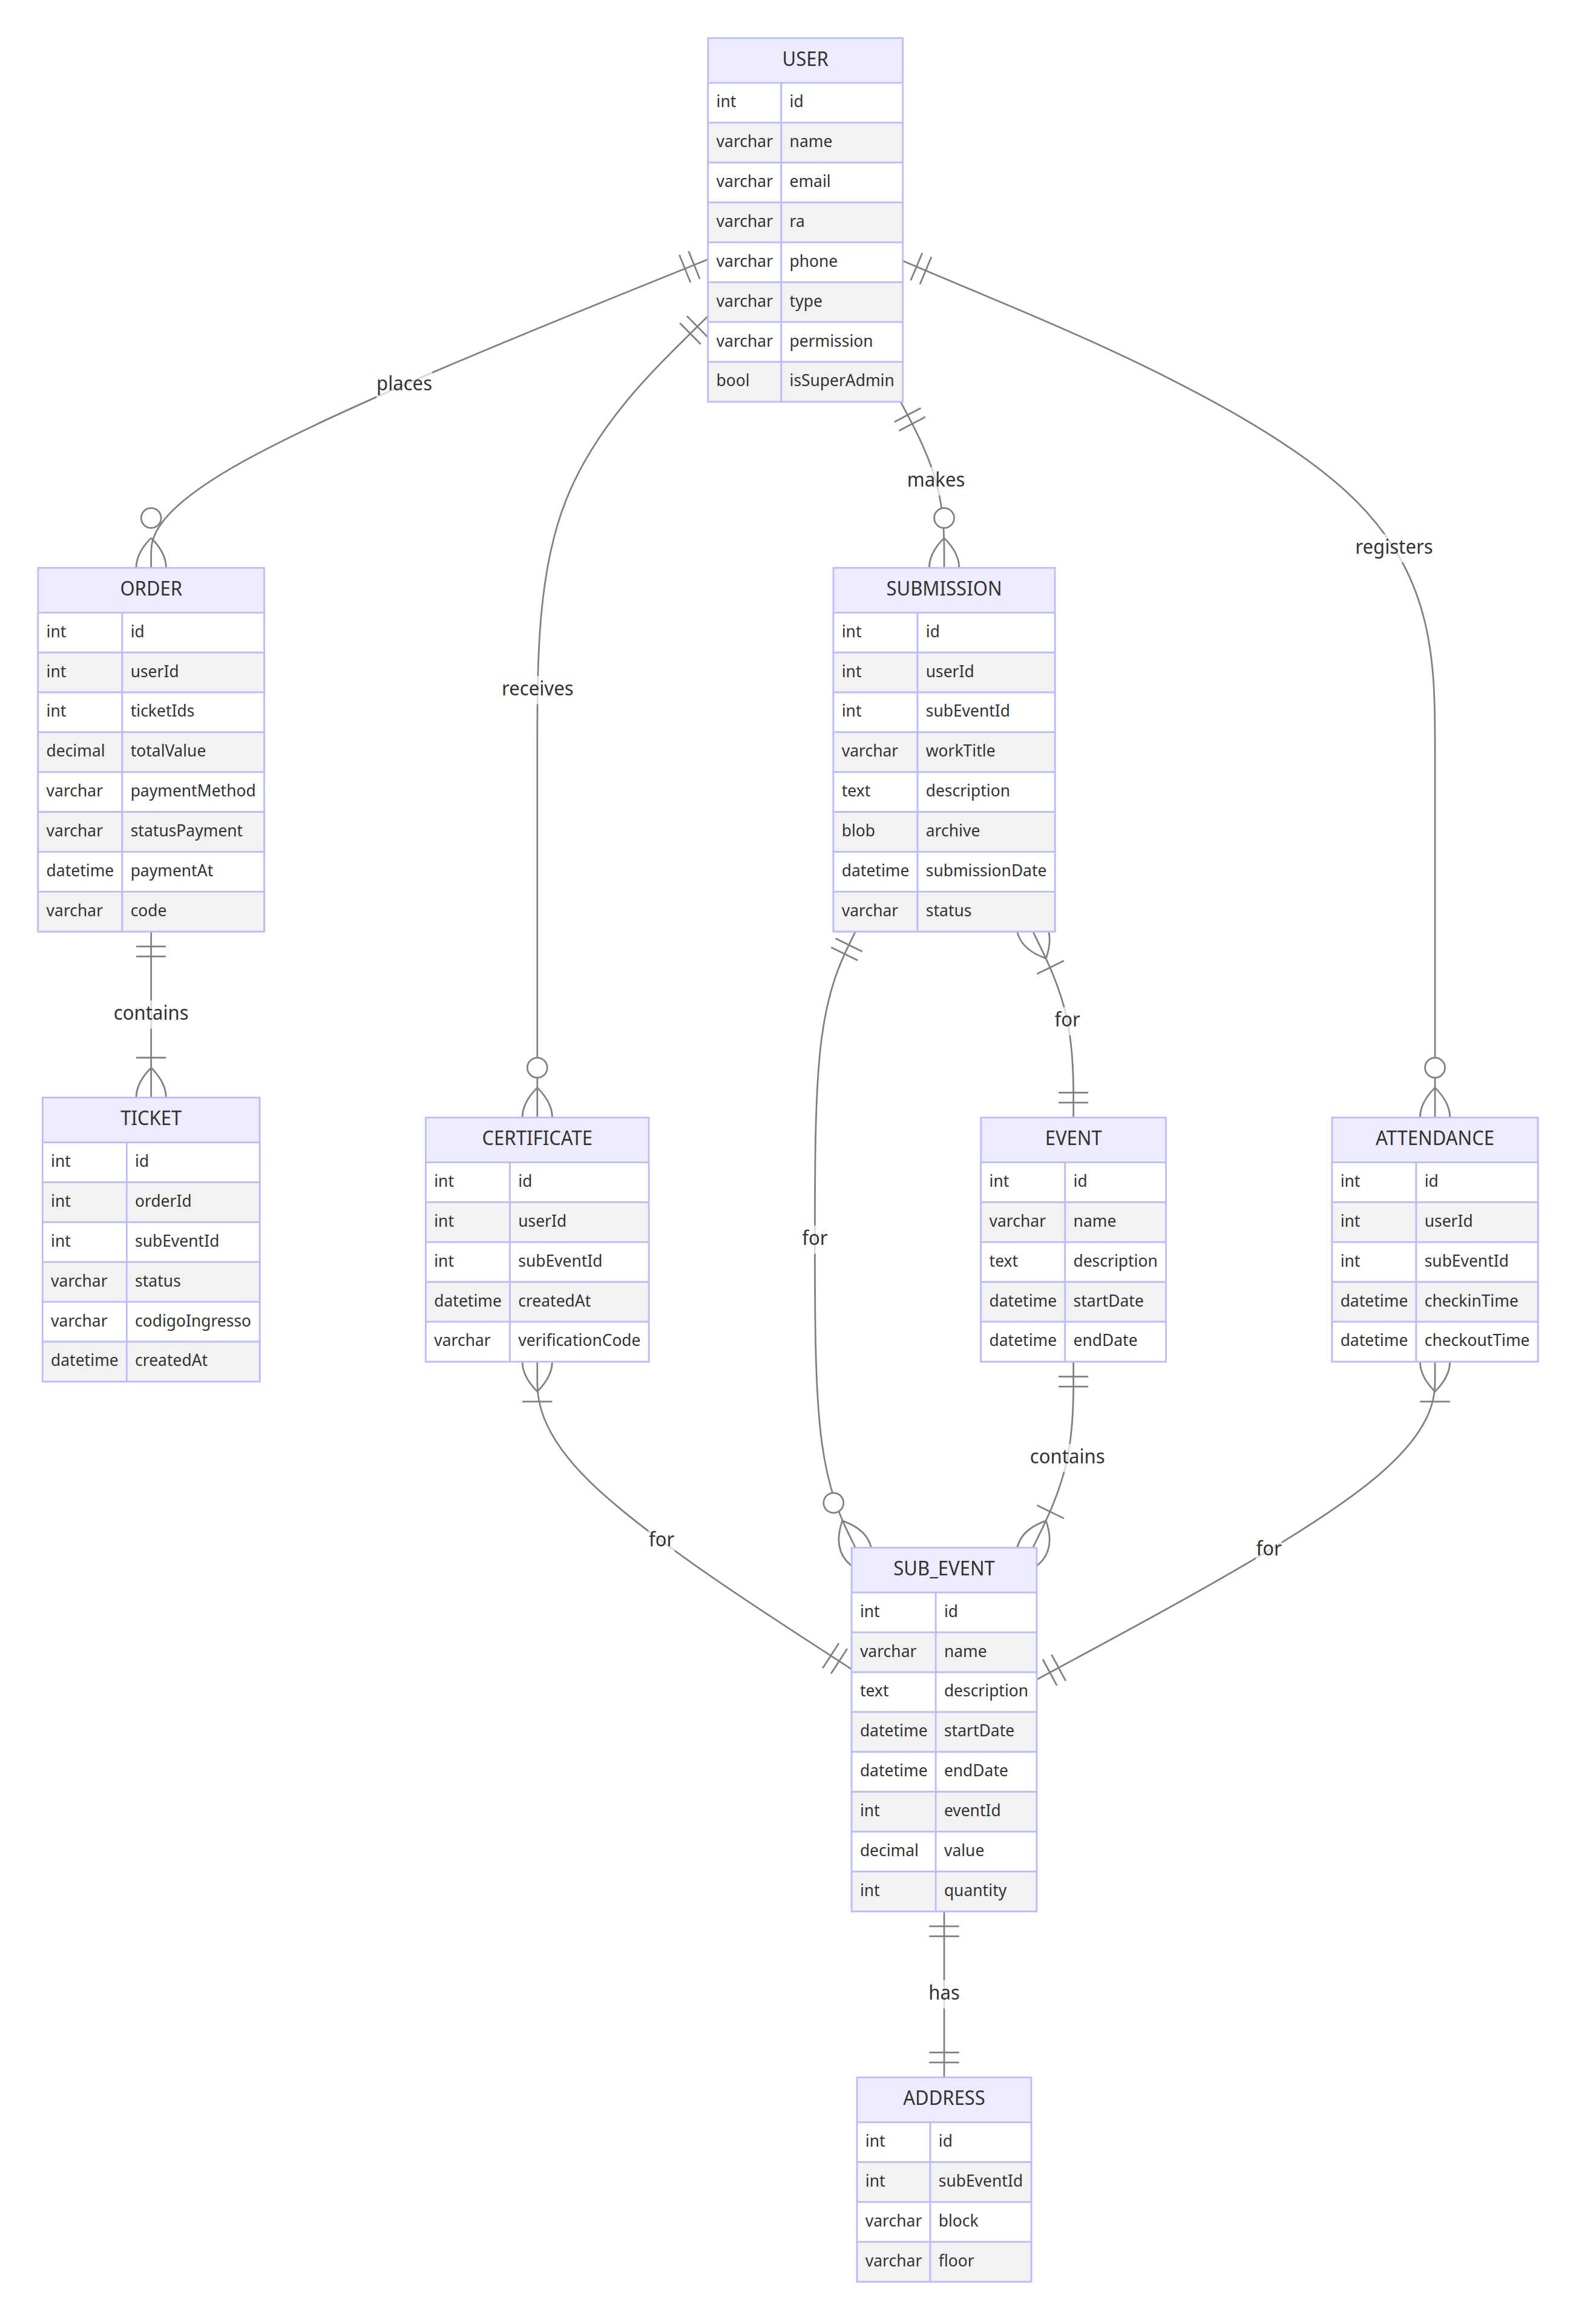 USER
int id
varchar name
varchar email
varchar ra
varchar phone
varchar type
varchar permission
bool isSuperAdmin
places
makes
registers
receives
ORDER
int id
int userId
int ticketIds
decimal totalValue
varchar paymentMethod
varchar statusPayment
datetime paymentAt
varchar code
SUBMISSION
int id
int userId
int subEventId
varchar workTitle
text description
blob archive
datetime submissionDate
varchar status
contains
for
for
TICKET
int id
int orderId
int subEventId
varchar status
varchar codigoIngresso
datetime createdAt
CERTIFICATE
int id
int userId
int subEventId
datetime createdAt
varchar verificationCode
EVENT
int id
varchar name
text description
datetime startDate
datetime endDate
ATTENDANCE
int id
int userId
int subEventId
datetime checkinTime
datetime checkoutTime
contains
for
for
SUB_EVENT
int id
varchar name
text description
datetime startDate
datetime endDate
int eventId
decimal value
int quantity
has
ADDRESS
int id
int subEventId
varchar block
varchar floor